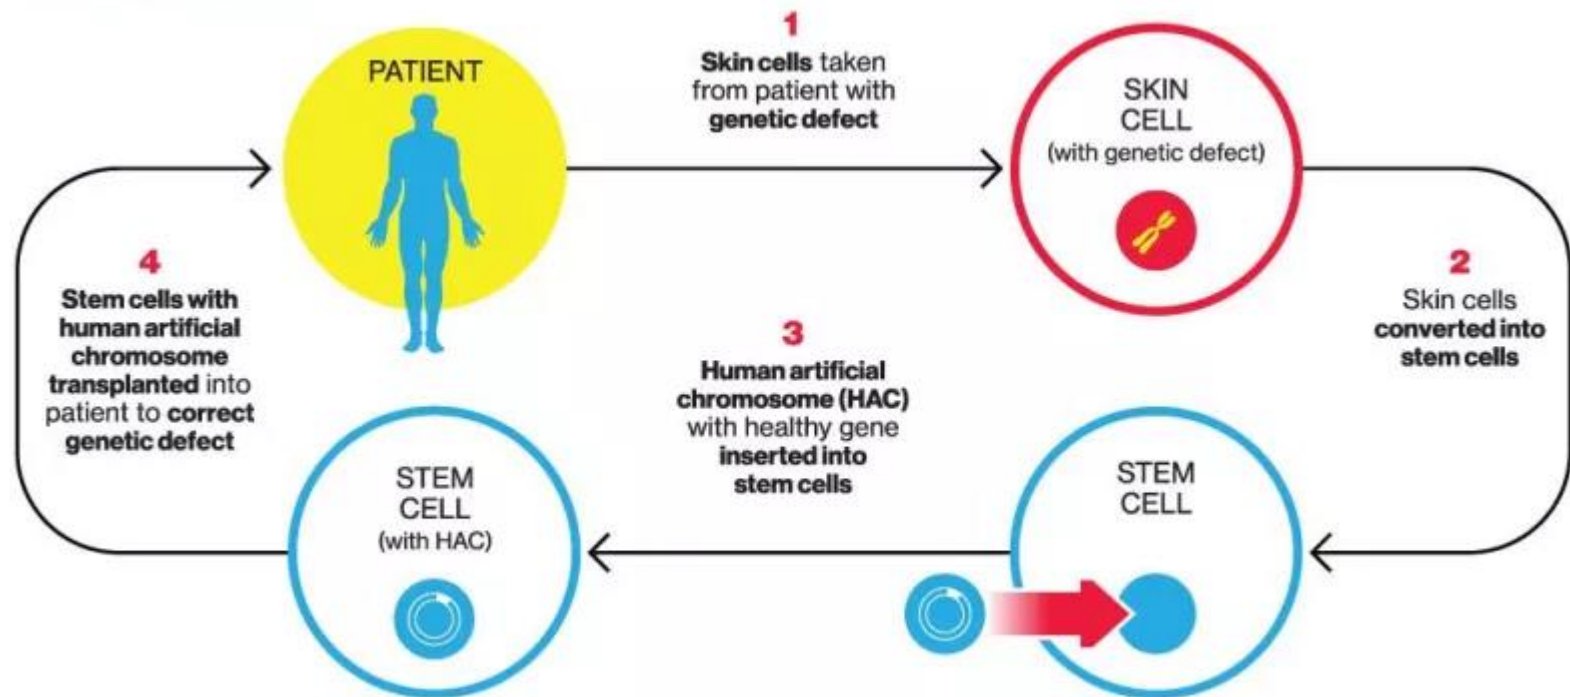 PATIENT
1
Skin cells taken
from patient with
genetic defect
SKIN
CELL
(with genetic defect)
2
Skin cells
converted into
stem cells
3
Human artificial
chromosome (HAC)
with healthy gene
inserted into
stem cells
STEM
CELL
STEM
CELL
(with HAC)
4
Stem cells with
human artificial
chromosome
transplanted into
patient to correct
genetic defect